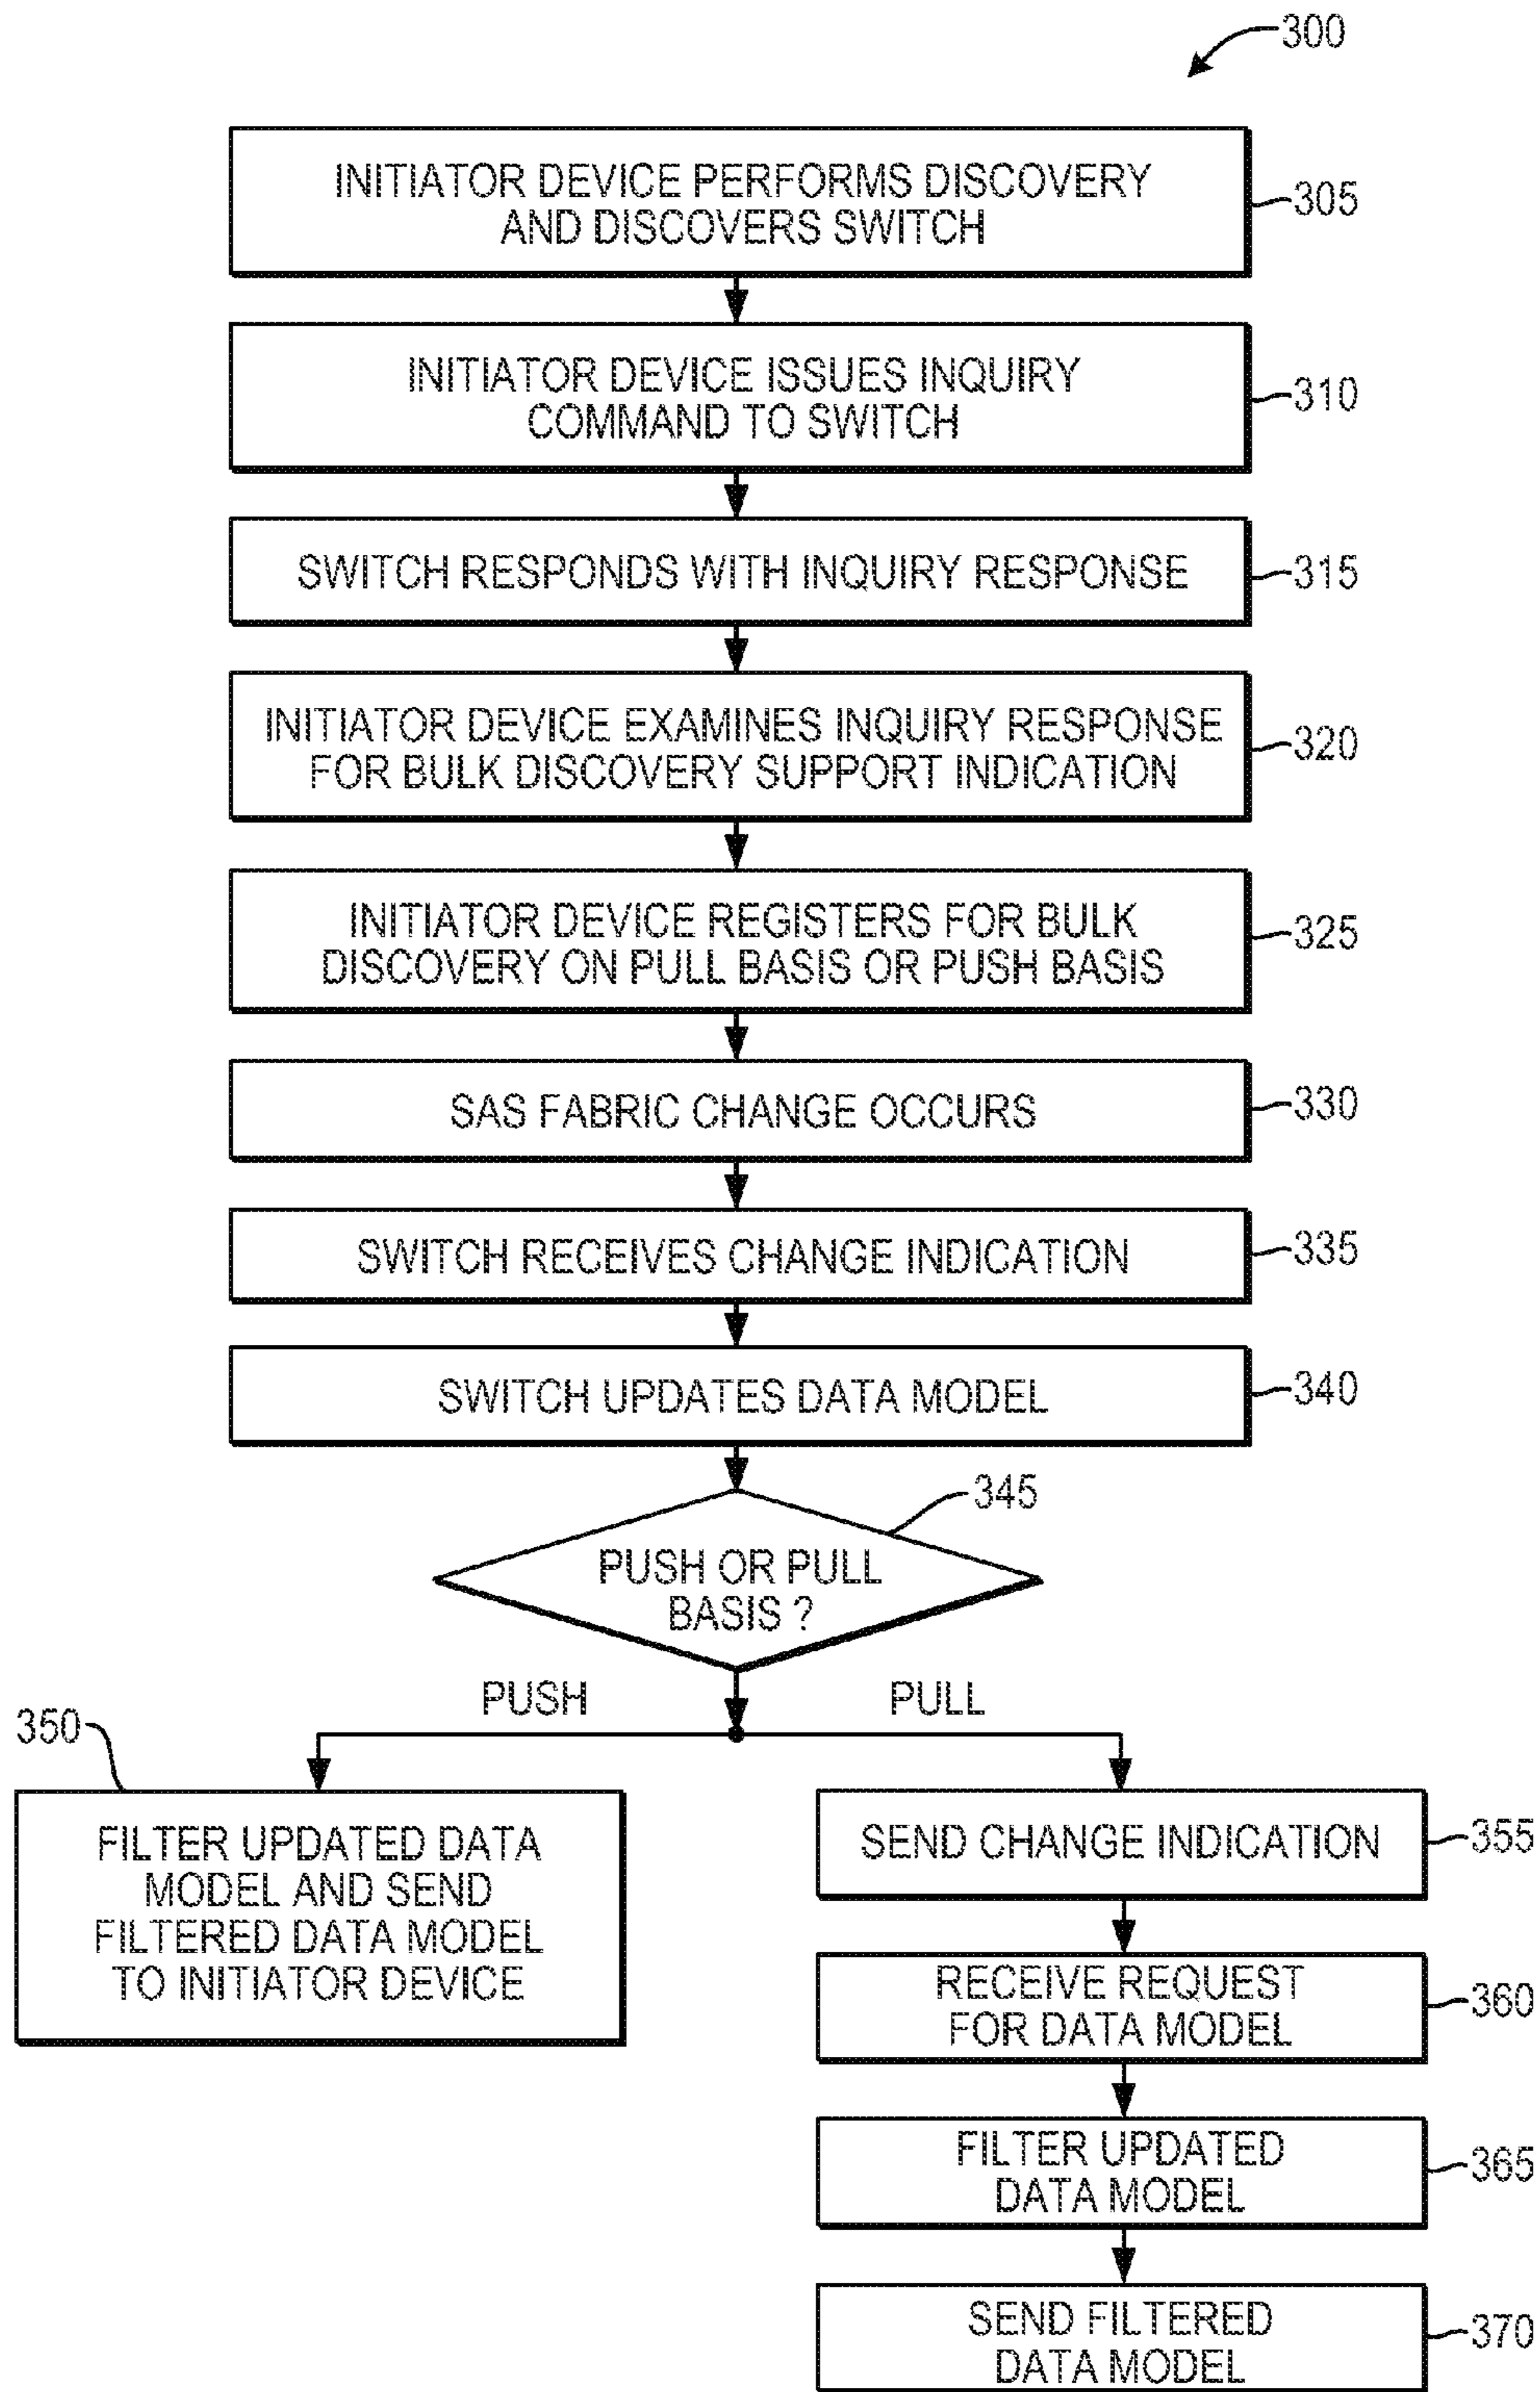 300
INITIATOR DEVICE PERFORMS DISCOVERY
AND DISCOVERS SWITCH
305
INITIATOR DEVICE ISSUES INQUIRY
COMMAND TO SWITCH
310
SWITCH RESPONDS WITH INQUIRY RESPONSE
315
INITIATOR DEVICE EXAMINES INQUIRY RESPONSE
FOR BULK DISCOVERY SUPPORT INDICATION
320
INITIATOR DEVICE REGISTERS FOR BULK
DISCOVERY ON PULL BASIS OR PUSH BASIS
325
SAS FABRIC CHANGE OCCURS
330
SWITCH RECEIVES CHANGE INDICATION
335
SWITCH UPDATES DATA MODEL
340
345
PUSH OR PULL
BASIS ?
PUSH
PULL
350
FILTER UPDATED DATA
MODEL AND SEND
FILTERED DATA MODEL
TO INITIATOR DEVICE
SEND CHANGE INDICATION
355
RECEIVE REQUEST
FOR DATA MODEL
360
FILTER UPDATED
DATA MODEL
365
SEND FILTERED
DATA MODEL
370